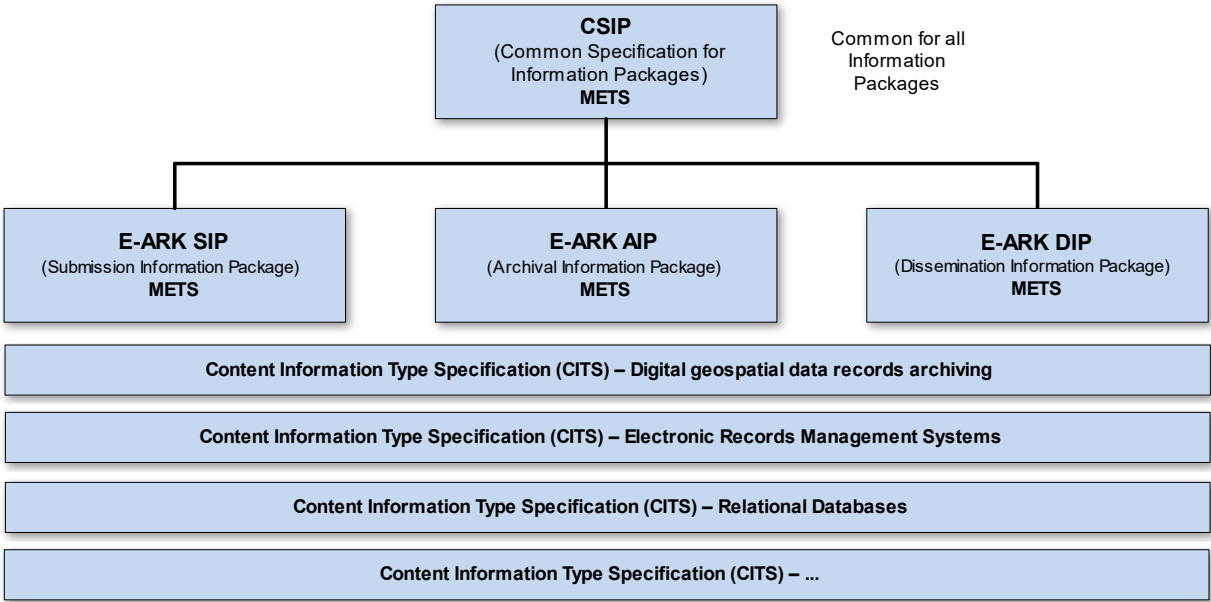 CSIP
(Common Specification for
Information Packages)
METS
Common for all
Information
Packages
E-ARK SIP
(Submission Information Package)
METS
E-ARK AIP
(Archival Information Package)
METS
E-ARK DIP
(Dissemination Information Package)
METS
Content Information Type Specification (CITS) – Digital geospatial data records archiving
Content Information Type Specification (CITS) – Electronic Records Management Systems
Content Information Type Specification (CITS) – Relational Databases
Content Information Type Specification (CITS) – ...